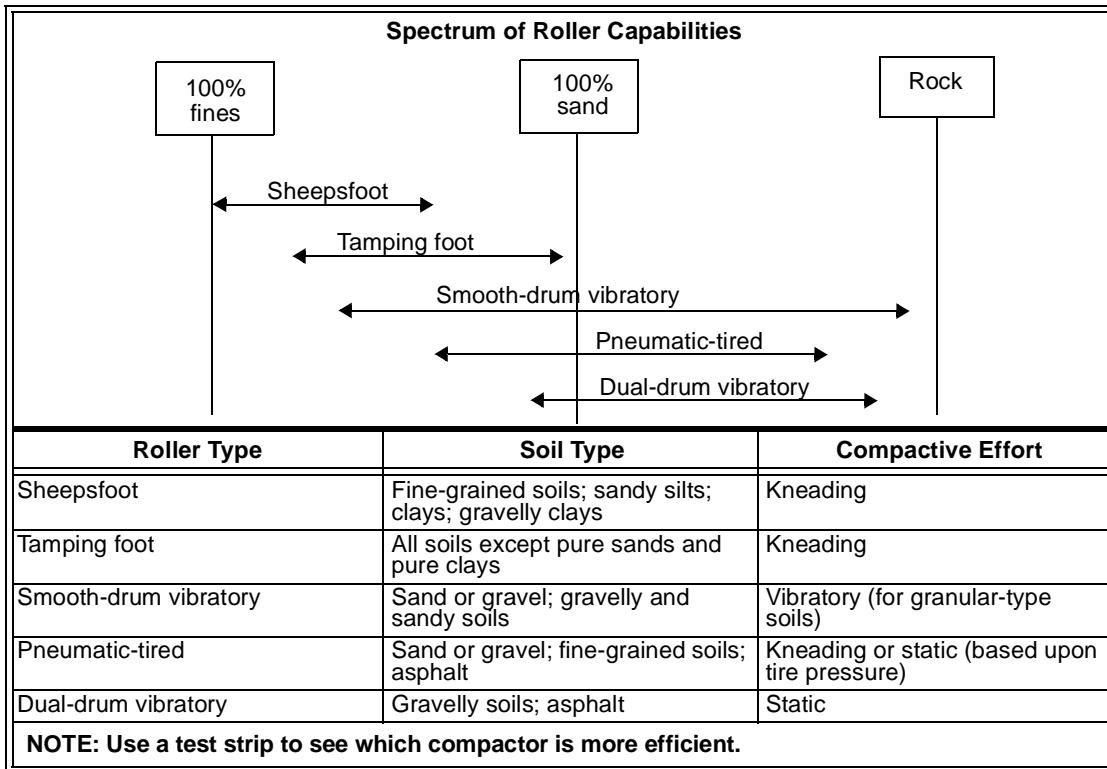 Spectrum of Roller Capabilities
100%
fines
100%
sand
Rock
Sheepsfoot
Tamping foot
Smooth-drum vibratory
Pneumatic-tired
Dual-drum vibratory
Roller Type
Soil Type
Compactive Effort
Sheepsfoot
Fine-grained soils; sandy silts;
clays; gravelly clays
Kneading
Tamping foot
All soils except pure sands and
pure clays
Kneading
Smooth-drum vibratory
Sand or gravel; gravelly and
sandy soils
Vibratory (for granular-type
soils)
Pneumatic-tired
Sand or gravel; fine-grained soils;
asphalt
Kneading or static (based upon
tire pressure)
Dual-drum vibratory
Gravelly soils; asphalt
Static
NOTE: Use a test strip to see which compactor is more efficient.